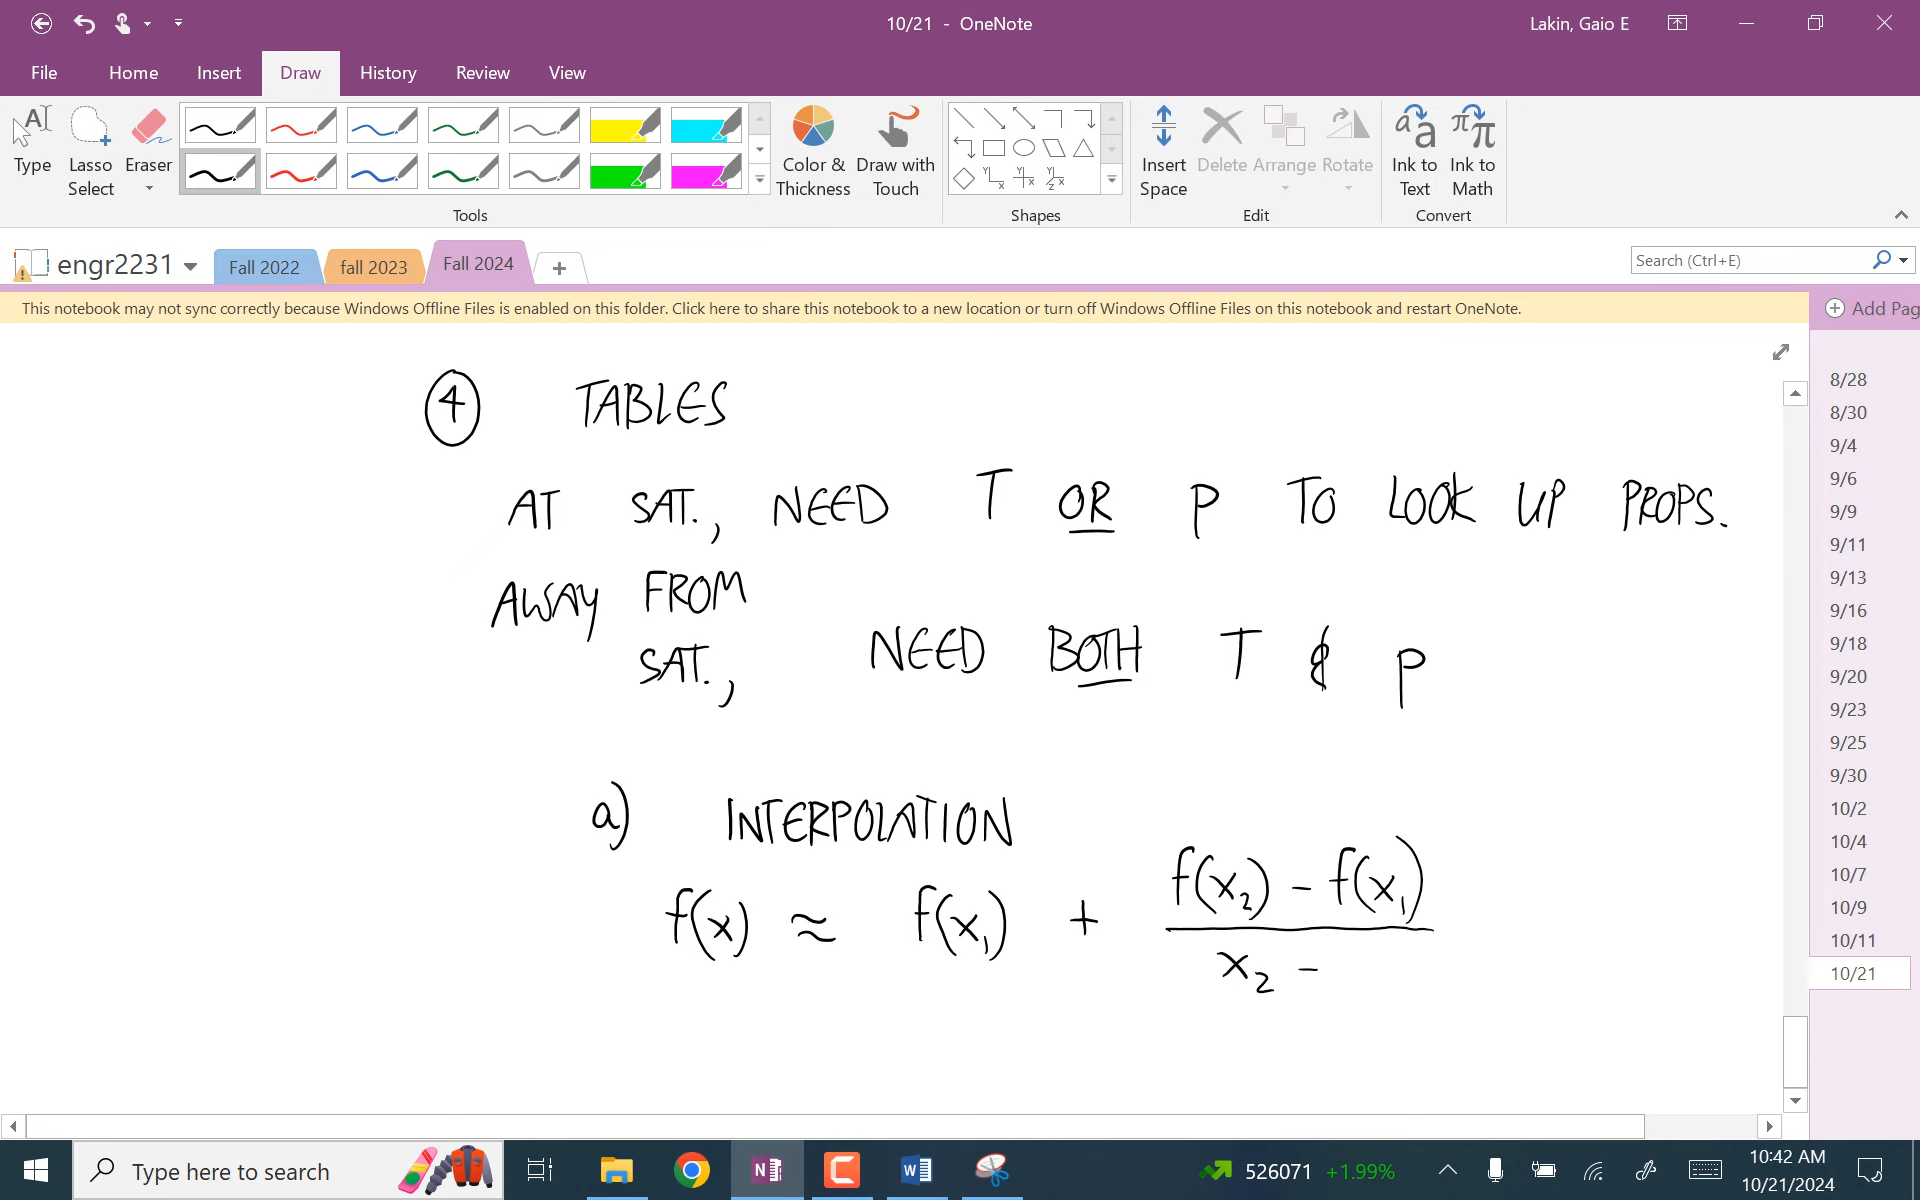 10/21 - OneNote
Lakin, Gaio E
File Home Insert Draw History Review View
Type
Lasso Select
Eraser
Color & Thickness
Draw with Touch
Insert Space
Delete
Arrange
Rotate
Ink to Text
Ink to Math
Tools
Shapes
Edit
Convert
engr2231
Fall 2022
fall 2023
Fall 2024
Search (Ctrl+E)
This notebook may not sync correctly because Windows Offline Files is enabled on this folder. Click here to share this notebook to a new location or turn off Windows Offline Files on this notebook and restart OneNote.
Add Pag
④ TABLES
AT SAT., NEED T OR p TO LOOK UP PROPS.
AWAY FROM
SAT., NEED BOTH T & p
a) INTERPOLATION
f(x) ≈ f(x₁) + f(x₂) - f(x₁)
x₂ -
8/28
8/30
9/4
9/6
9/9
9/11
9/13
9/16
9/18
9/20
9/23
9/25
9/30
10/2
10/4
10/7
10/9
10/11
10/21
Type here to search
526071 +1.99%
10:42 AM
10/21/2024